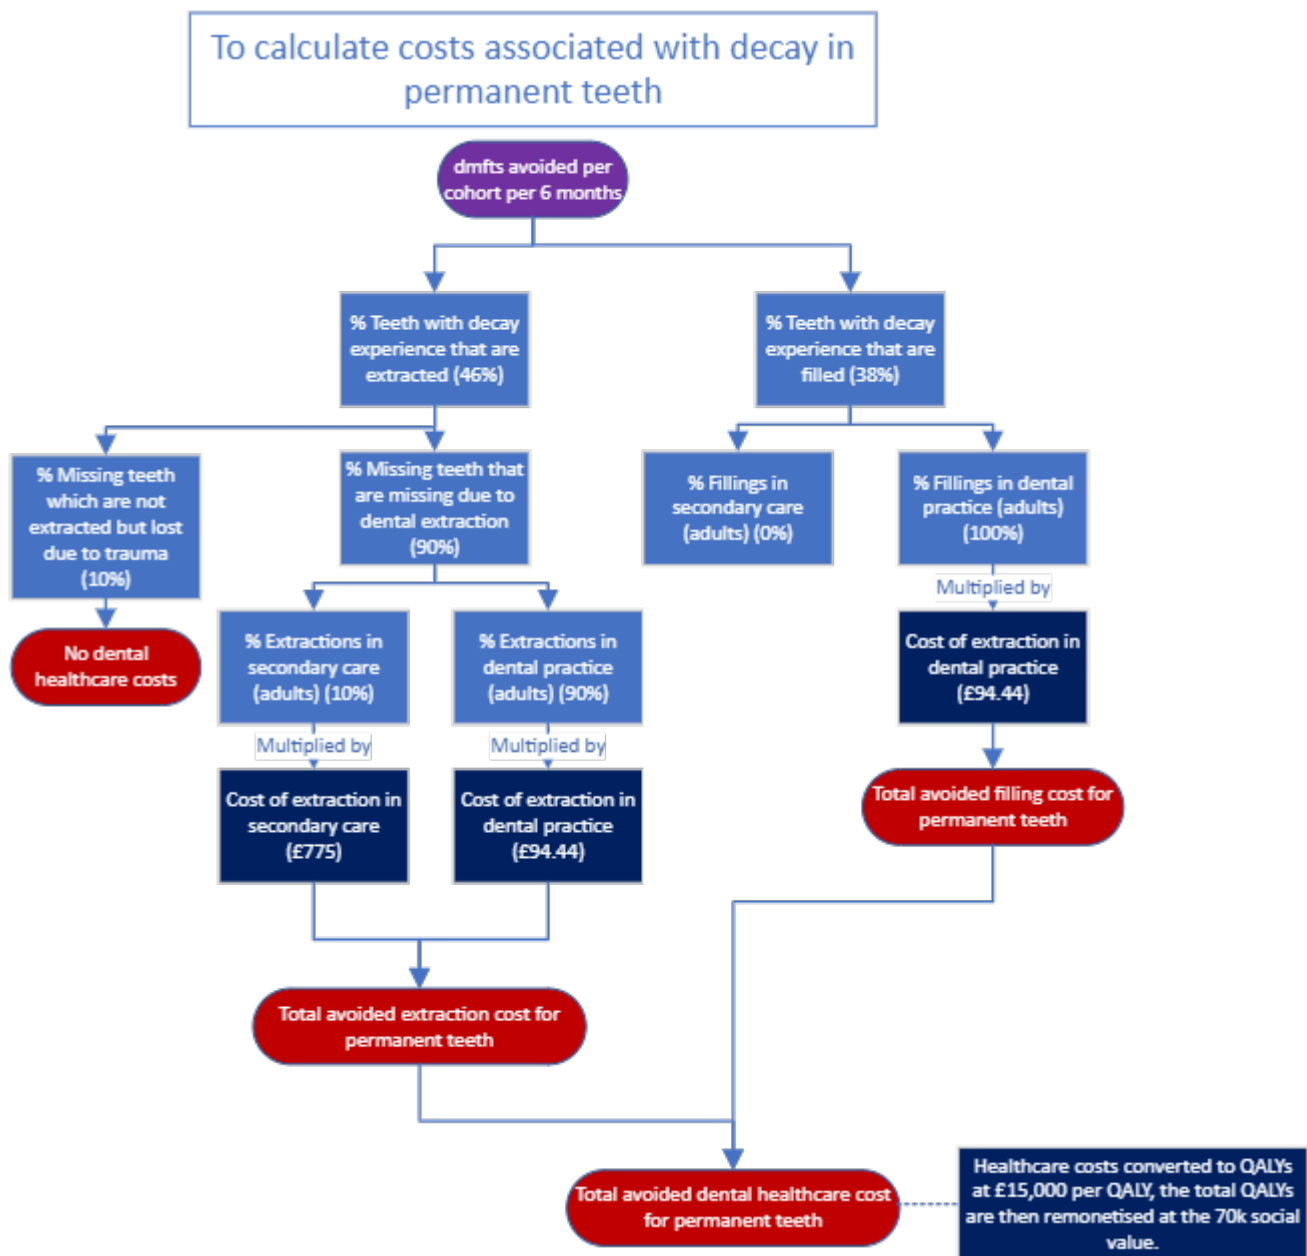 To calculate costs associated with decay in
permanent teeth
dmfts avoided per
cohort per 6 months
% Teeth with decay
experience that are
extracted (46%)
% Teeth with decay
experience that are
filled (38%)
% Missing teeth
which are not
extracted but lost
due to trauma
(10%)
% Missing teeth that
are missing due to
dental extraction
(90%)
% Fillings in
secondary care
(adults) (0%)
% Fillings in dental
practice (adults)
(100%)
Multiplied by
No dental
healthcare costs
% Extractions in
secondary care
(adults) (10%)
% Extractions in
dental practice
(adults) (90%)
Cost of extraction in
dental practice
(£94.44)
Multiplied by
Multiplied by
Cost of extraction in
secondary care
(£775)
Cost of extraction in
dental practice
(£94.44)
Total avoided filling cost for
permanent teeth
Total avoided extraction cost for
permanent teeth
Total avoided dental healthcare cost
for permanent teeth
Healthcare costs converted to QALYs
at £15,000 per QALY, the total QALYs
are then remonetised at the 70k social
value.